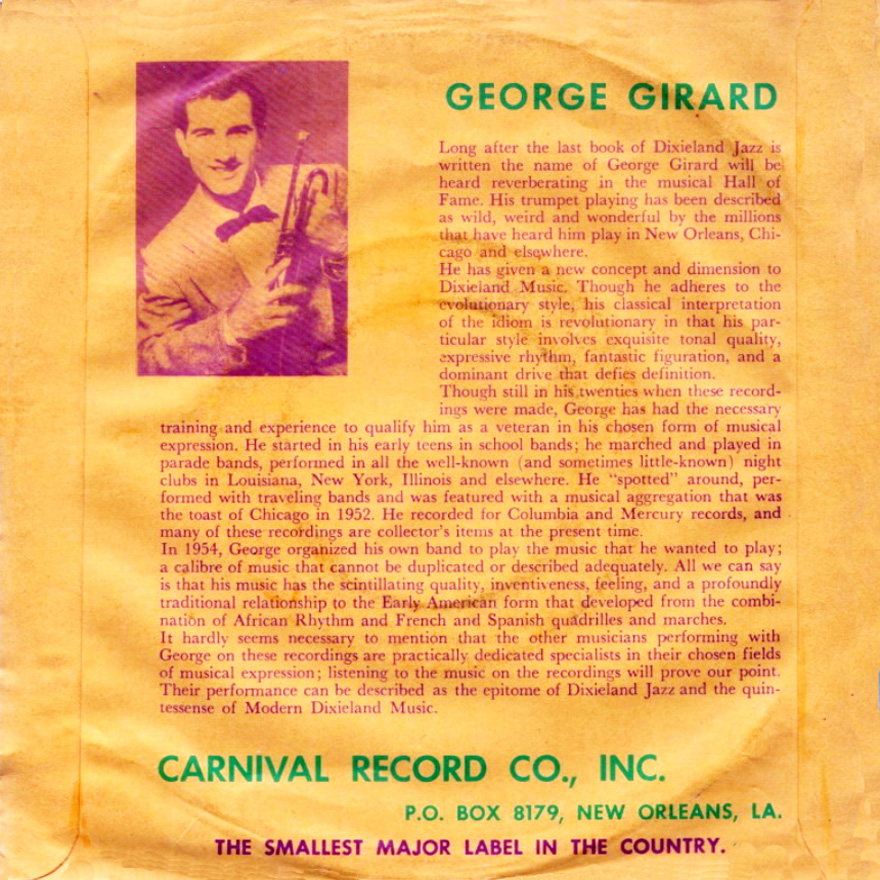 GEORGE GIRARD
Long after the last book of Dixieland Jazz is
written the name of George Girard will be
heard reverberating in the musical Hall of
Fame. His trumpet playing has been described
as wild, weird and wonderful by the millions
that have heard him play in New Orleans, Chi-
cago and elsewhere.
He has given a new concept and dimension to
Dixieland Music. Though he adheres to the
evolutionary style, his classical interpretation
of the idiom is revolutionary in that his par-
ticular style involves exquisite tonal quality,
expressive rhythm, fantastic figuration, and a
dominant drive that defies definition.
Though still in his twenties when these record-
ings were made, George has had the necessary
training and experience to qualify him as a veteran in his chosen form of musical
expression. He started in his early teens in school bands; he marched and played in
parade bands, performed in all the well-known (and sometimes little-known) night
clubs in Louisiana, New York, Illinois and elsewhere. He “spotted” around, per-
formed with traveling bands and was featured with a musical aggregation that was
the toast of Chicago in 1952. He recorded for Columbia and Mercury records, and
many of these recordings are collector’s items at the present time.
In 1954, George organized his own band to play the music that he wanted to play;
a calibre of music that cannot be duplicated or described adequately. All we can say
is that his music has the scintillating quality, inventiveness, feeling, and a profoundly
traditional relationship to the Early American form that developed from the combi-
nation of African Rhythm and French and Spanish quadrilles and marches.
It hardly seems necessary to mention that the other musicians performing with
George on these recordings are practically dedicated specialists in their chosen fields
of musical expression; listening to the music on the recordings will prove our point.
Their performance can be described as the epitome of Dixieland Jazz and the quin-
tessense of Modern Dixieland Music.
CARNIVAL RECORD CO., INC.
P.O. BOX 8179, NEW ORLEANS, LA.
THE SMALLEST MAJOR LABEL IN THE COUNTRY.